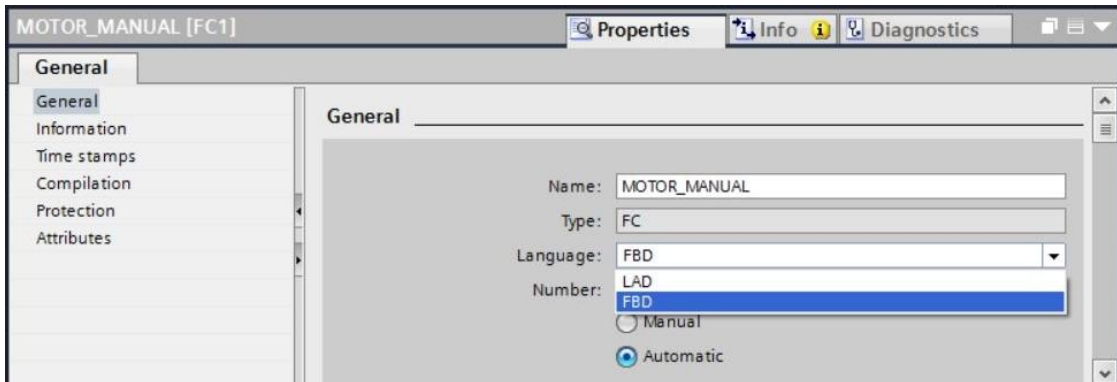 MOTOR_MANUAL [FC1]
Properties
Info
Diagnostics
General
General
Information
Time stamps
Compilation
Protection
Attributes
General
Name: MOTOR_MANUAL
Type: FC
Language: FBD
LAD
Number: FBD
Manual
Automatic